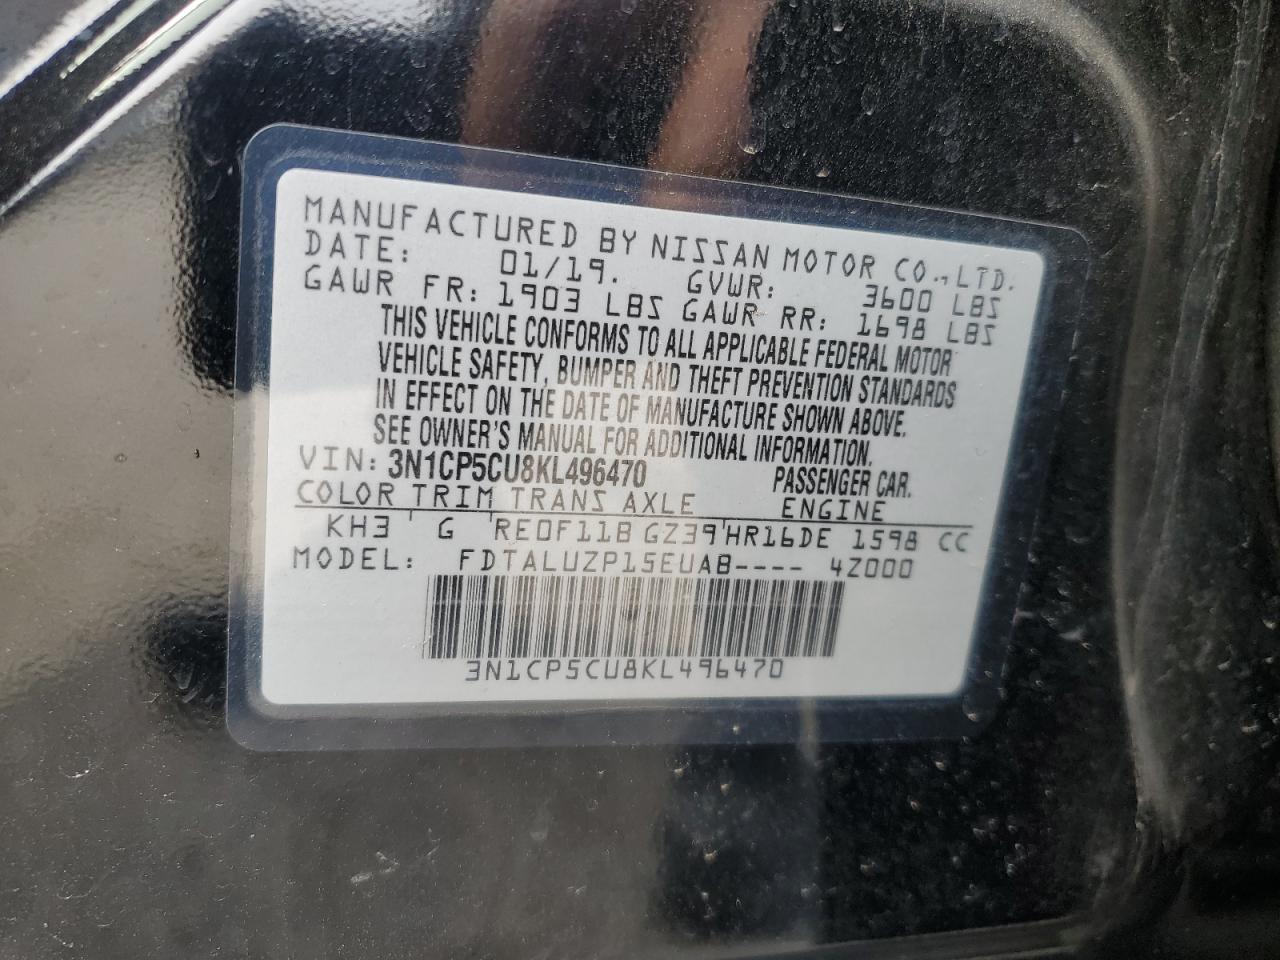 MANUFACTURED BY NISSAN MOTOR CO.,LTD.
DATE: 01/19. GVWR: 3600 LBS
GAWR FR: 1903 LBS GAWR RR: 1698 LBS
THIS VEHICLE CONFORMS TO ALL APPLICABLE FEDERAL MOTOR
VEHICLE SAFETY, BUMPER AND THEFT PREVENTION STANDARDS
IN EFFECT ON THE DATE OF MANUFACTURE SHOWN ABOVE.
SEE OWNER'S MANUAL FOR ADDITIONAL INFORMATION.
VIN: 3N1CP5CU8KL496470 PASSENGER CAR.
COLOR TRIM TRANS AXLE ENGINE
KH3 G RE0F11B GZ39 HR16DE 1598 CC
MODEL: FDTALUZP15EUAB---- 4Z000
3N1CP5CU8KL496470